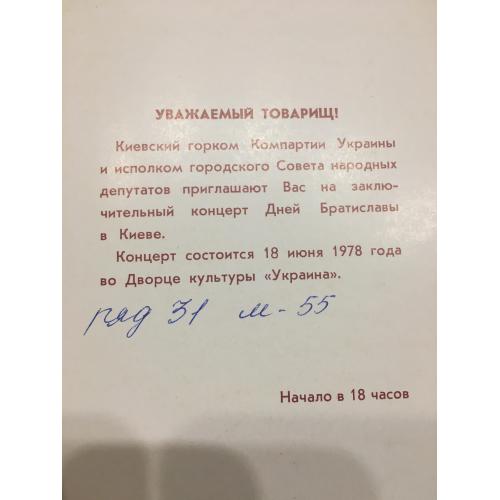 УВАЖАЕМЫЙ ТОВАРИЩ!
Киевский горком Компартии Украины
и исполком городского Совета народных
депутатов приглашают Вас на заклю-
чительный концерт Дней Братиславы
в Киеве.
Концерт состоится 18 июня 1978 года
во Дворце культуры «Украина».
ряд 31 м-55
Начало в 18 часов